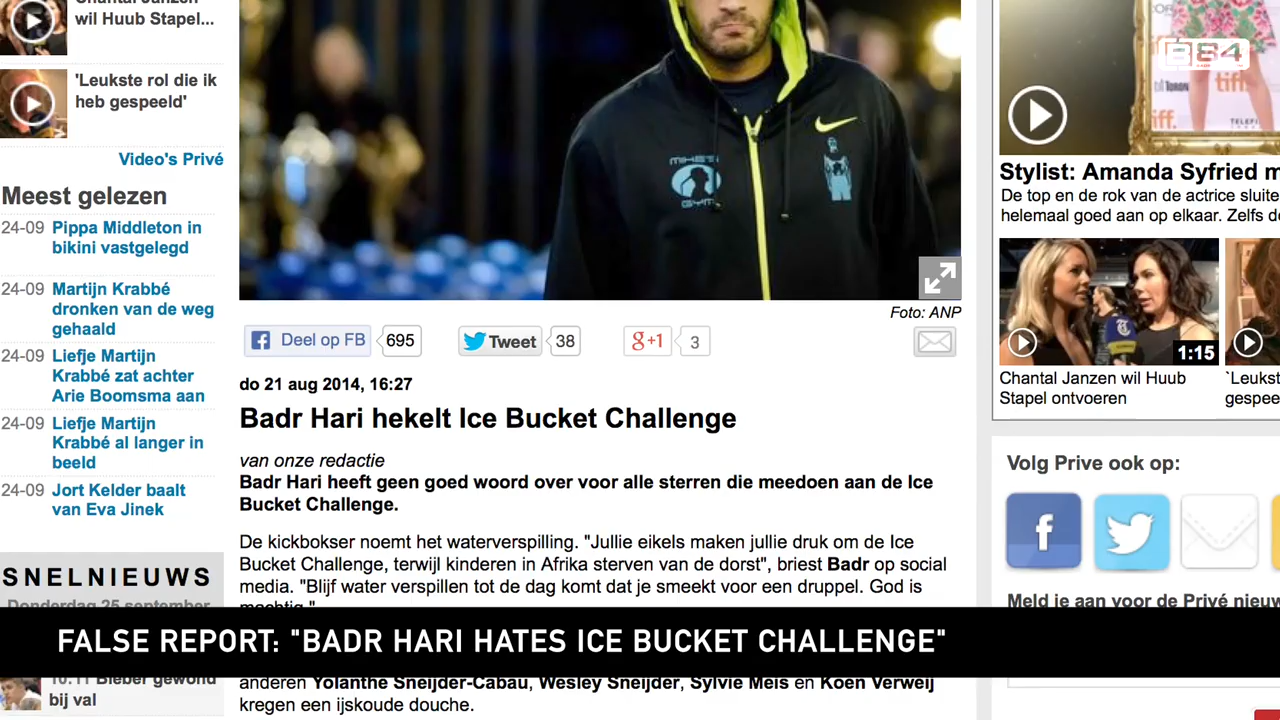 Chantal Janzen
wil Huub Stapel...
'Leukste rol die ik
heb gespeeld'
Video's Privé
Meest gelezen
24-09 Pippa Middleton in
bikini vastgelegd
24-09 Martijn Krabbé
dronken van de weg
gehaald
24-09 Liefje Martijn
Krabbé zat achter
Arie Boomsma aan
24-09 Liefje Martijn
Krabbé al langer in
beeld
24-09 Jort Kelder baalt
van Eva Jinek
SNELNIEUWS
Donderdag 25 september
10:11 Bieber gewond
bij val
MIKE'S
GYM
Foto: ANP
Deel op FB 695
Tweet 38
g+1 3
do 21 aug 2014, 16:27
Badr Hari hekelt Ice Bucket Challenge
van onze redactie
Badr Hari heeft geen goed woord over voor alle sterren die meedoen aan de Ice
Bucket Challenge.
De kickbokser noemt het waterverspilling. "Jullie eikels maken jullie druk om de Ice
Bucket Challenge, terwijl kinderen in Afrika sterven van de dorst", briest Badr op social
media. "Blijf water verspillen tot de dag komt dat je smeekt voor een druppel. God is
machtig."
FALSE REPORT: "BADR HARI HATES ICE BUCKET CHALLENGE"
anderen Yolanthe Sneijder-Cabau, Wesley Sneijder, Sylvie Meis en Koen Verweij
kregen een ijskoude douche.
tiff.
tiff.
Stylist: Amanda Syfried m
De top en de rok van de actrice sluite
helemaal goed aan op elkaar. Zelfs de
1:15
Chantal Janzen wil Huub
Stapel ontvoeren
`Leukst
gespee
Volg Prive ook op:
Meld je aan voor de Privé nieuw